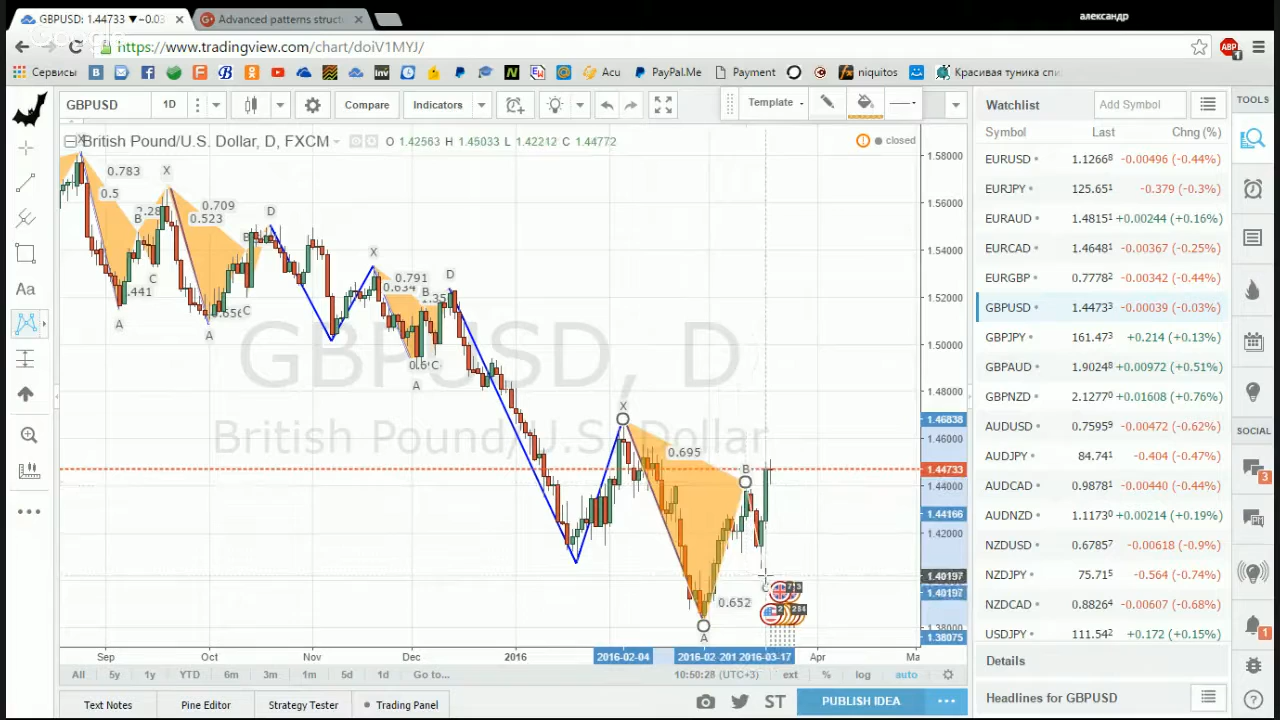 GBPUSD: 1.44733 ▼−0.03
Advanced patterns struct
александр
https://www.tradingview.com/chart/doiV1MYJ/
Сервисы
Acu
PayPal.Me
Payment
niquitos
Красивая туника спи
GBPUSD
1D
Compare
Indicators
Template
Watchlist
Add Symbol
TOOLS
British Pound/U.S. Dollar, D, FXCM
O 1.42563 H 1.45033 L 1.42212 C 1.44772
closed
Symbol Last Chng (%)
EURUSD 1.1266⁸ -0.00496 (-0.44%)
EURJPY 125.65¹ -0.379 (-0.3%)
EURAUD 1.4815¹ +0.00244 (+0.16%)
EURCAD 1.4648¹ -0.00367 (-0.25%)
EURGBP 0.7778² -0.00342 (-0.44%)
GBPUSD 1.4473³ -0.00039 (-0.03%)
GBPJPY 161.47³ +0.214 (+0.13%)
GBPAUD 1.9024⁸ +0.00972 (+0.51%)
GBPNZD 2.1277⁰ +0.01608 (+0.76%)
AUDUSD 0.7595⁹ -0.00472 (-0.62%)
AUDJPY 84.74¹ -0.404 (-0.47%)
AUDCAD 0.9878¹ -0.00440 (-0.44%)
AUDNZD 1.1173⁰ +0.00214 (+0.19%)
NZDUSD 0.6785⁷ -0.00618 (-0.9%)
NZDJPY 75.71⁵ -0.564 (-0.74%)
NZDCAD 0.8826⁴ -0.00607 (-0.68%)
USDJPY 111.54² +0.172 (+0.15%)
SOCIAL
3
1
Details
Headlines for GBPUSD
1.58000
1.56000
1.54000
1.52000
1.50000
1.48000
1.46838
1.46000
1.44733
1.44000
1.44166
1.42000
1.40197
1.40197
1.38000
1.38075
GBPUSD, D
British Pound/U.S. Dollar
X
0.783
0.5
B
C
A
X
0.709
0.523
B
C
A
D
X
0.791
B
D
C
A
X
0.695
B
0.652
A
C
Sep Oct Nov Dec 2016 2016-02-04 2016-02 201 2016-03-17 Apr Ma
All 5y 1y YTD 6m 3m 1m 5d 1d Go to... 10:50:28 (UTC+3) ext % log auto
Text Notes
Pine Editor
Strategy Tester
Trading Panel
ST
PUBLISH IDEA
Aa